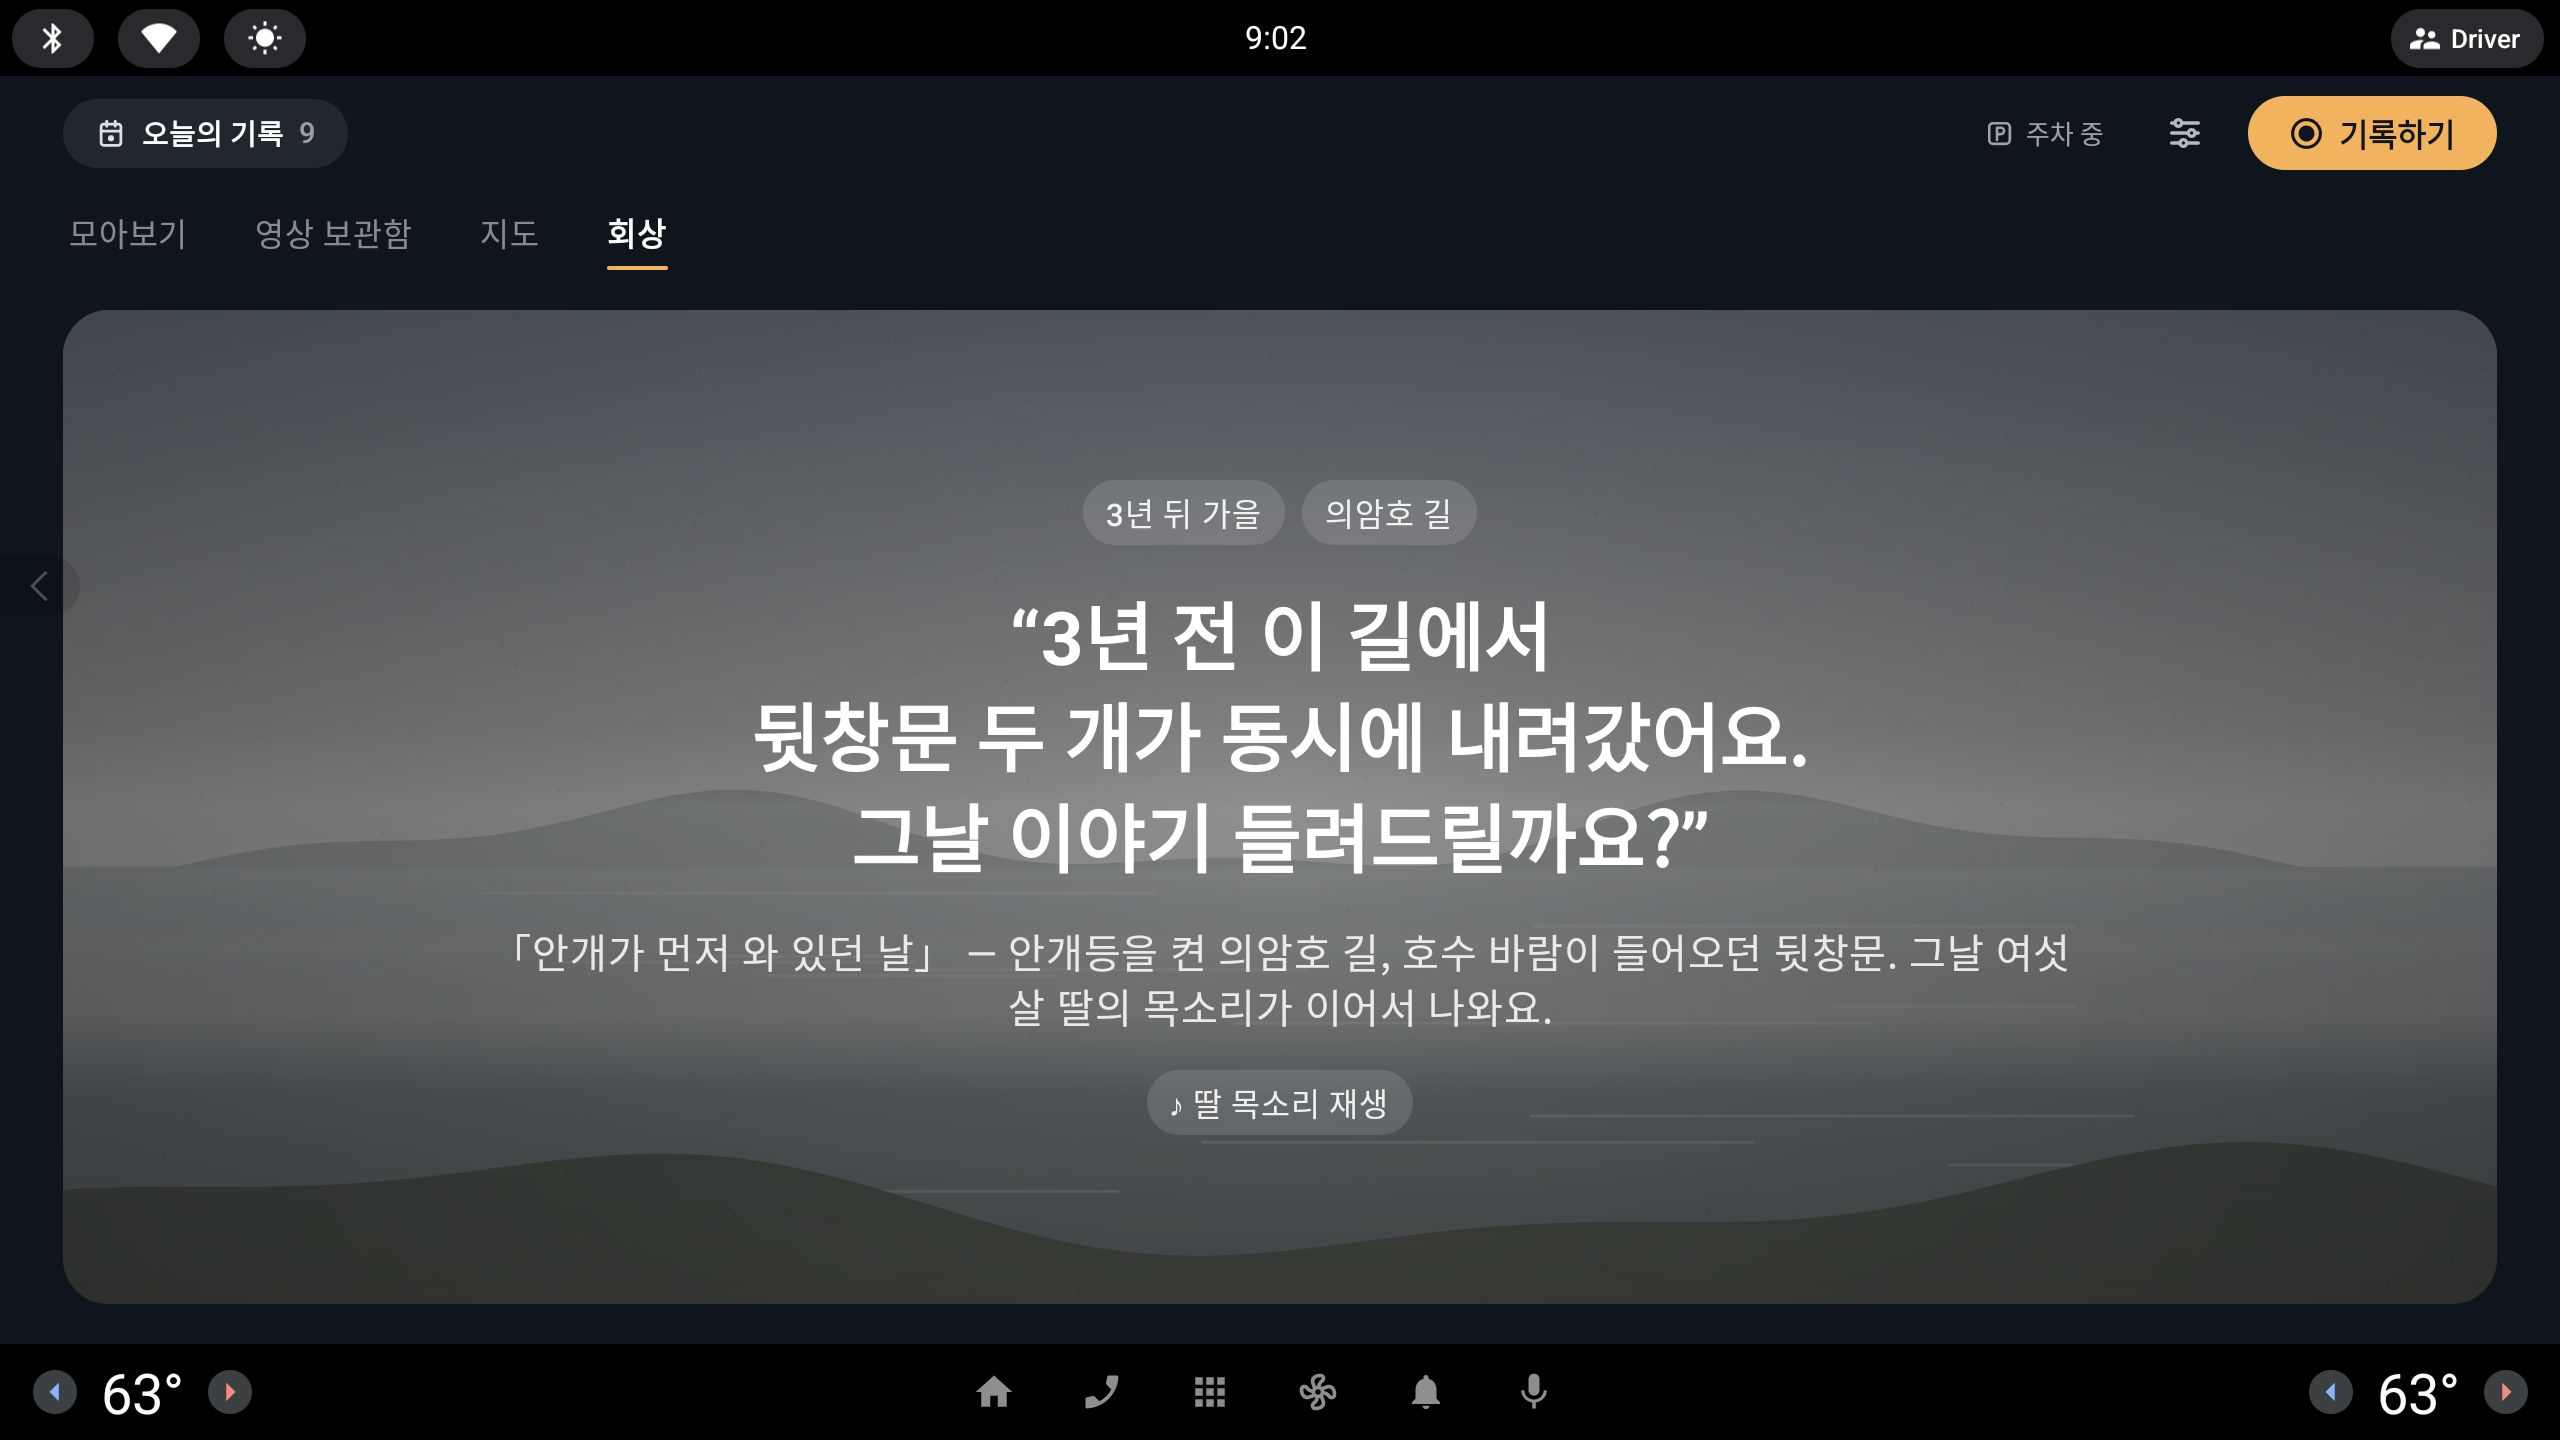 9:02
Driver
오늘의 기록 9
주차 중
기록하기
모아보기
영상 보관함
지도
회상
3년 뒤 가을
의암호 길
“3년 전 이 길에서
뒷창문 두 개가 동시에 내려갔어요.
그날 이야기 들려드릴까요?”
「안개가 먼저 와 있던 날」 — 안개등을 켠 의암호 길, 호수 바람이 들어오던 뒷창문. 그날 여섯
살 딸의 목소리가 이어서 나와요.
♪ 딸 목소리 재생
63°
63°